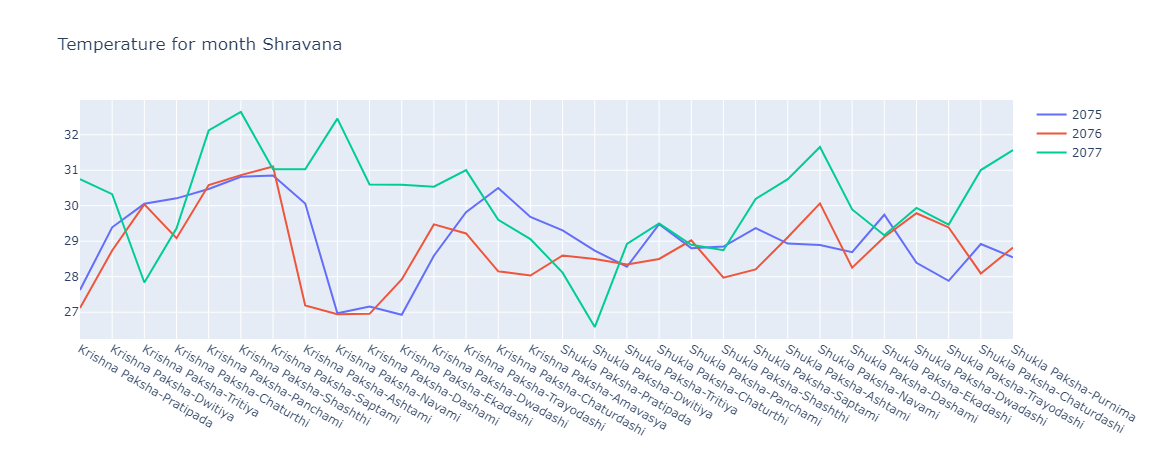 Temperature for month Shravana
2075
2076
2077
32
31
30
29
28
27
Krishna Paksha-Pratipada
Krishna Paksha-Dwitiya
Krishna Paksha-Tritiya
Krishna Paksha-Chaturthi
Krishna Paksha-Panchami
Krishna Paksha-Shashthi
Krishna Paksha-Saptami
Krishna Paksha-Ashtami
Krishna Paksha-Navami
Krishna Paksha-Dashami
Krishna Paksha-Ekadashi
Krishna Paksha-Dwadashi
Krishna Paksha-Trayodashi
Krishna Paksha-Chaturdashi
Krishna Paksha-Amavasya
Shukla Paksha-Pratipada
Shukla Paksha-Dwitiya
Shukla Paksha-Tritiya
Shukla Paksha-Chaturthi
Shukla Paksha-Panchami
Shukla Paksha-Shashthi
Shukla Paksha-Saptami
Shukla Paksha-Ashtami
Shukla Paksha-Navami
Shukla Paksha-Dashami
Shukla Paksha-Ekadashi
Shukla Paksha-Dwadashi
Shukla Paksha-Trayodashi
Shukla Paksha-Chaturdashi
Shukla Paksha-Purnima